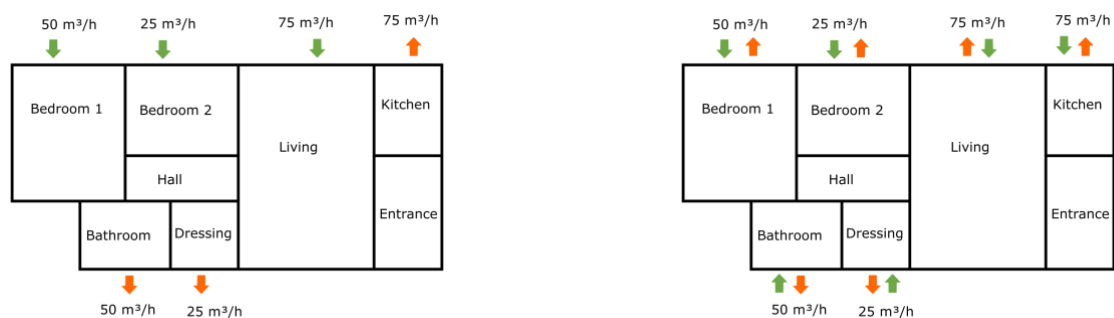 50 m³/h
25 m³/h
75 m³/h
75 m³/h
Bedroom 1
Bedroom 2
Living
Kitchen
Hall
Bathroom
Dressing
Entrance
50 m³/h
25 m³/h
50 m³/h
25 m³/h
75 m³/h
75 m³/h
Bedroom 1
Bedroom 2
Living
Kitchen
Hall
Bathroom
Dressing
Entrance
50 m³/h
25 m³/h